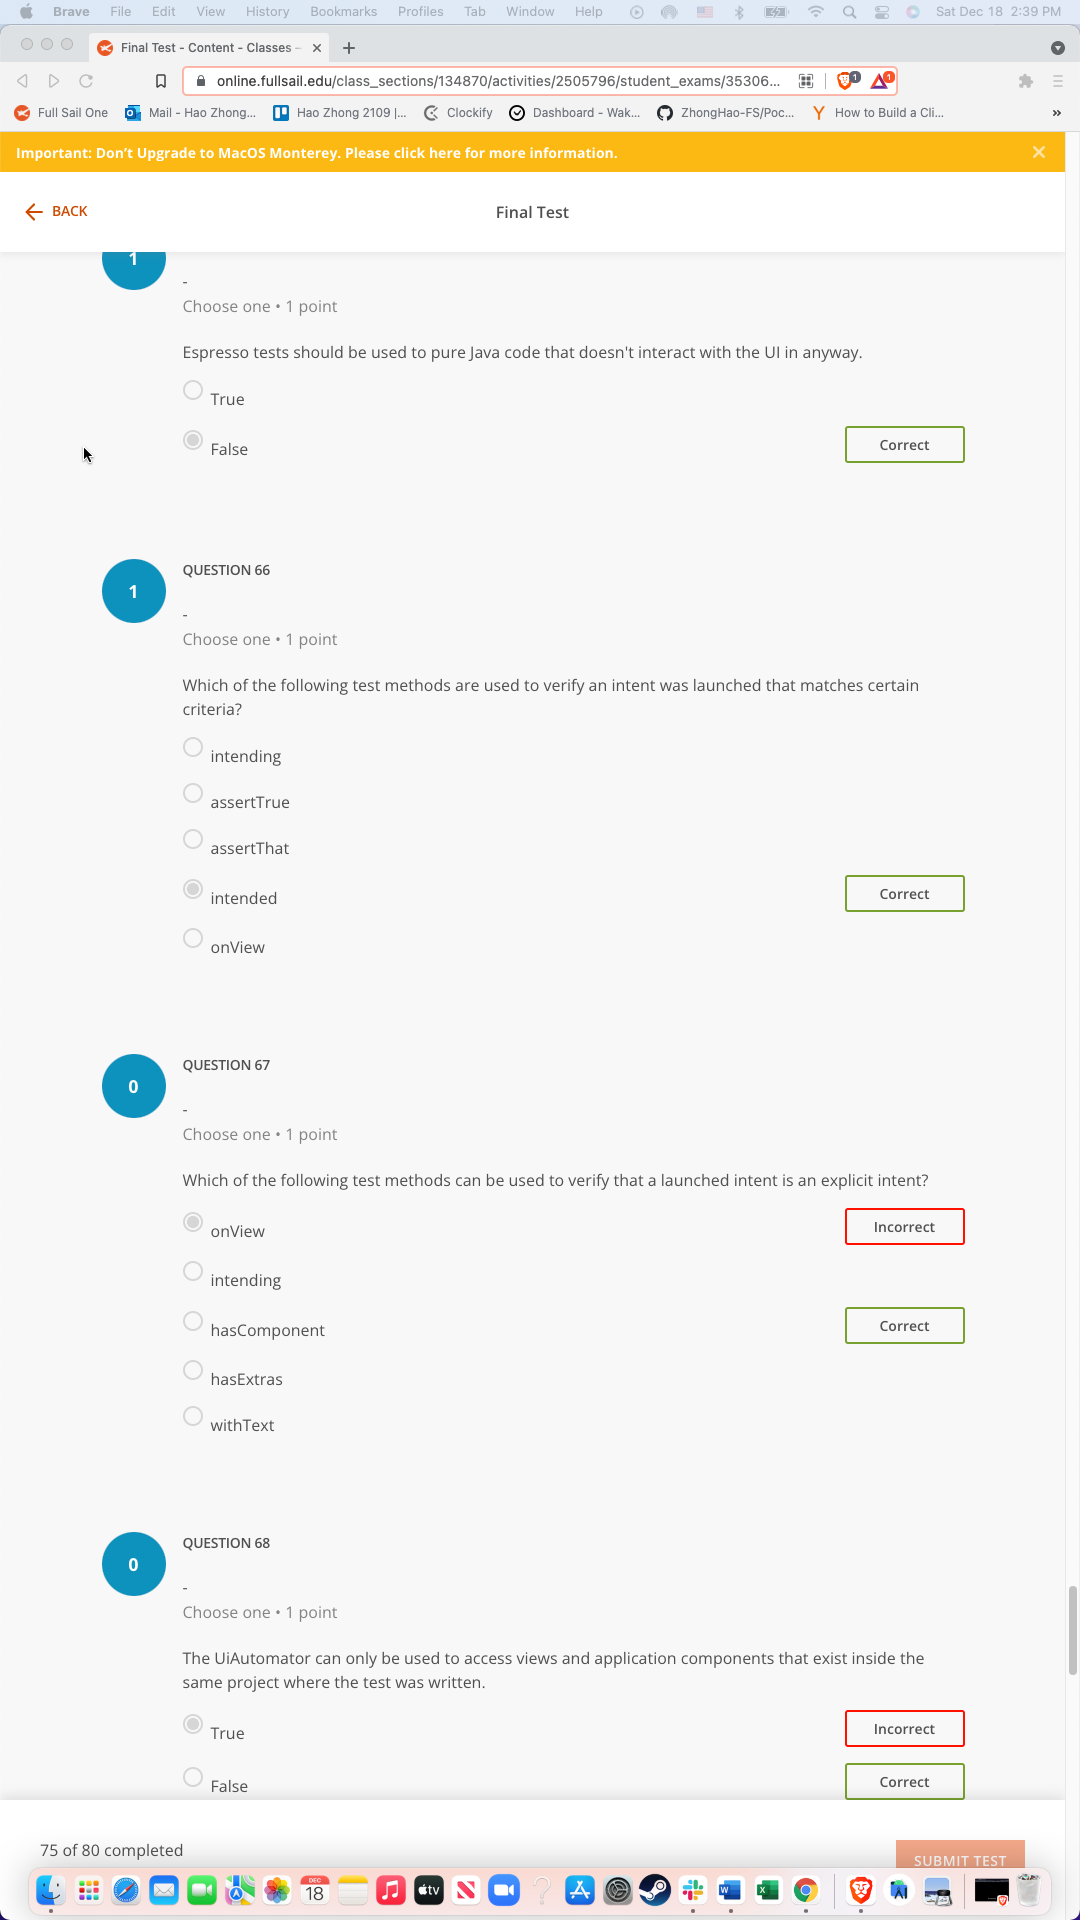 Brave File Edit View History Bookmarks Profiles Tab Window Help Sat Dec 18 2:39 PM
Final Test - Content - Classes -
online.fullsail.edu/class_sections/134870/activities/2505796/student_exams/35306... 1 1
Full Sail One Mail - Hao Zhong... Hao Zhong 2109 |... Clockify Dashboard - Wak... ZhongHao-FS/Poc... How to Build a Cli... »
Important: Don't Upgrade to MacOS Monterey. Please click here for more information.
BACK Final Test
1
-
Choose one • 1 point
Espresso tests should be used to pure Java code that doesn't interact with the UI in anyway.
True
False Correct
QUESTION 66
1
-
Choose one • 1 point
Which of the following test methods are used to verify an intent was launched that matches certain
criteria?
intending
assertTrue
assertThat
intended Correct
onView
QUESTION 67
0
-
Choose one • 1 point
Which of the following test methods can be used to verify that a launched intent is an explicit intent?
onView Incorrect
intending
hasComponent Correct
hasExtras
withText
QUESTION 68
0
-
Choose one • 1 point
The UiAutomator can only be used to access views and application components that exist inside the
same project where the test was written.
True Incorrect
False Correct
75 of 80 completed
SUBMIT TEST
DEC
18
tv